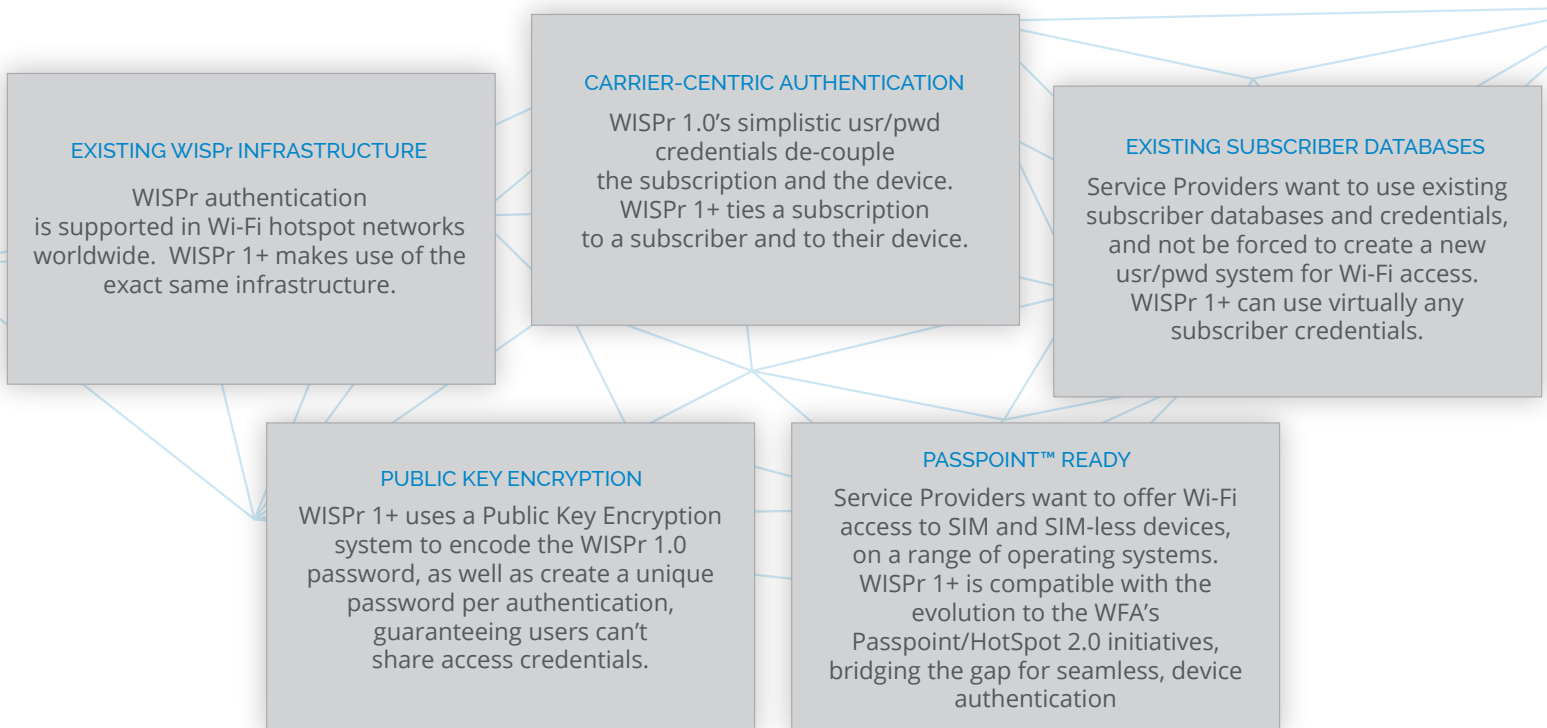 EXISTING WISPr INFRASTRUCTURE
WISPr authentication
is supported in Wi-Fi hotspot networks
worldwide.  WISPr 1+ makes use of the
exact same infrastructure.
CARRIER-CENTRIC AUTHENTICATION
WISPr 1.0’s simplistic usr/pwd
credentials de-couple
the subscription and the device.
WISPr 1+ ties a subscription
to a subscriber and to their device.
EXISTING SUBSCRIBER DATABASES
Service Providers want to use existing
subscriber databases and credentials,
and not be forced to create a new
usr/pwd system for Wi-Fi access.
WISPr 1+ can use virtually any
subscriber credentials.
PUBLIC KEY ENCRYPTION
WISPr 1+ uses a Public Key Encryption
system to encode the WISPr 1.0
password, as well as create a unique
password per authentication,
guaranteeing users can’t
share access credentials.
PASSPOINT™ READY
Service Providers want to offer Wi-Fi
access to SIM and SIM-less devices,
on a range of operating systems.
WISPr 1+ is compatible with the
evolution to the WFA’s
Passpoint/HotSpot 2.0 initiatives,
bridging the gap for seamless, device
authentication